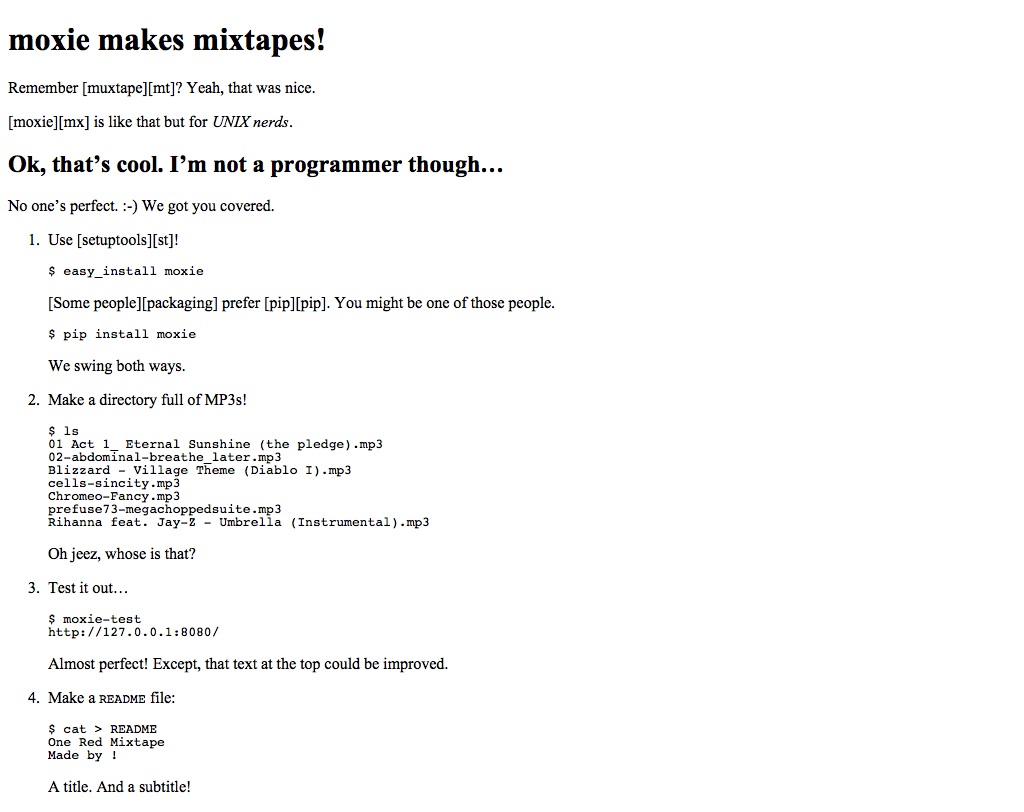 moxie makes mixtapes!
Remember [muxtape][mt]? Yeah, that was nice.
[moxie][mx] is like that but for UNIX nerds.
Ok, that’s cool. I’m not a programmer though…
No one’s perfect. :-) We got you covered.
1. Use [setuptools][st]!
$ easy_install moxie
[Some people][packaging] prefer [pip][pip]. You might be one of those people.
$ pip install moxie
We swing both ways.
2. Make a directory full of MP3s!
$ ls
01 Act 1_ Eternal Sunshine (the pledge).mp3
02-abdominal-breathe_later.mp3
Blizzard - Village Theme (Diablo I).mp3
cells-sincity.mp3
Chromeo-Fancy.mp3
prefuse73-megachoppedsuite.mp3
Rihanna feat. Jay-Z - Umbrella (Instrumental).mp3
Oh jeez, whose is that?
3. Test it out…
$ moxie-test
http://127.0.0.1:8080/
Almost perfect! Except, that text at the top could be improved.
4. Make a README file:
$ cat > README
One Red Mixtape
Made by !
A title. And a subtitle!